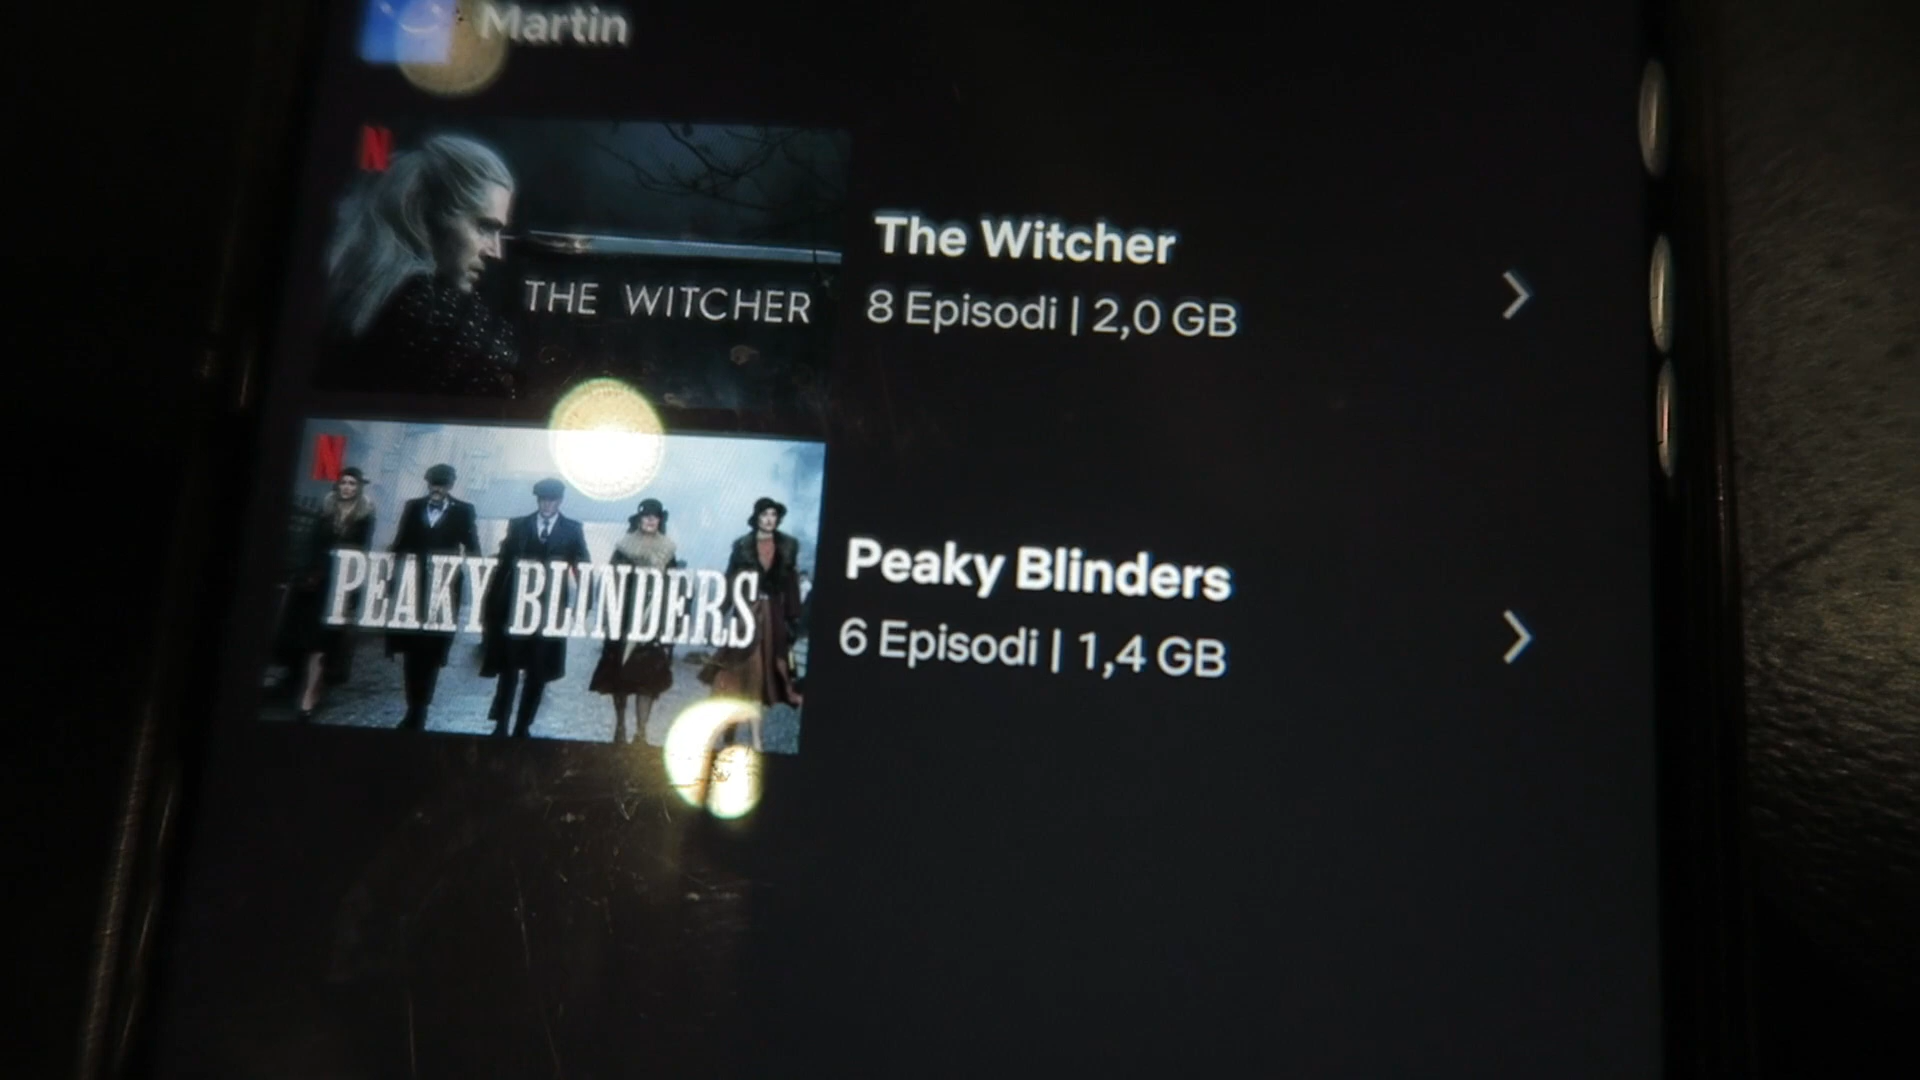 Martin
N
THE WITCHER
The Witcher
8 Episodi | 2,0 GB
N
PEAKY BLINDERS
Peaky Blinders
6 Episodi | 1,4 GB